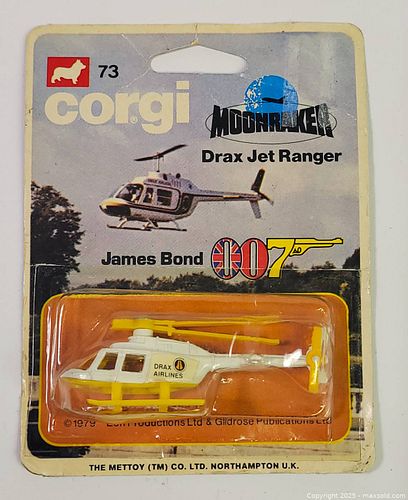 73
corgi
MOONRAKER
Drax Jet Ranger
James Bond 007
DRAX
AIRLINES
©1979 Eon Productions Ltd & Glidrose Publications Ltd
THE METTOY (TM) CO. LTD. NORTHAMPTON U.K.
Copyright 2025 - maxsold.com